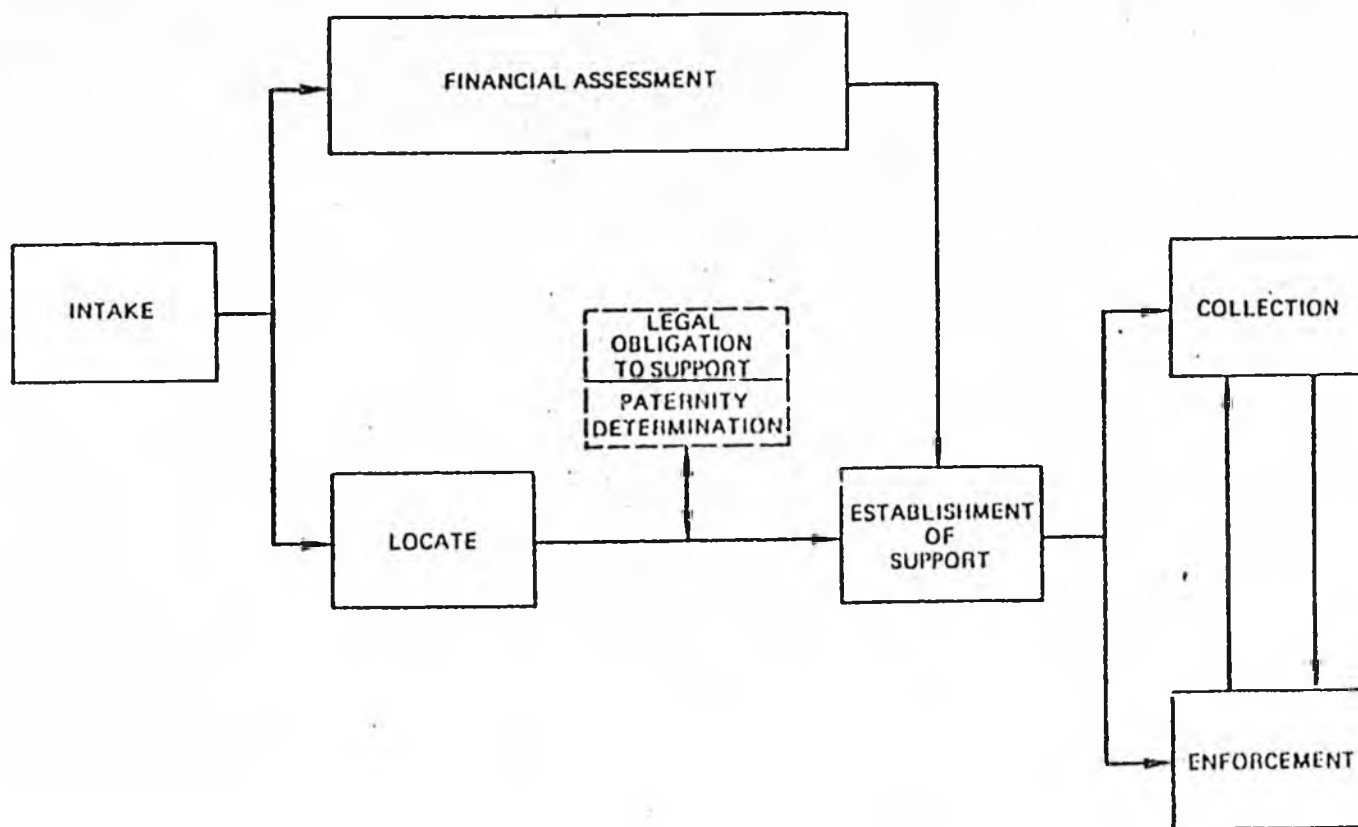 FINANCIAL ASSESSMENT
INTAKE
LEGAL
OBLIGATION
TO SUPPORT
PATERNITY
DETERMINATION
LOCATE
ESTABLISHMENT
OF
SUPPORT
COLLECTION
ENFORCEMENT